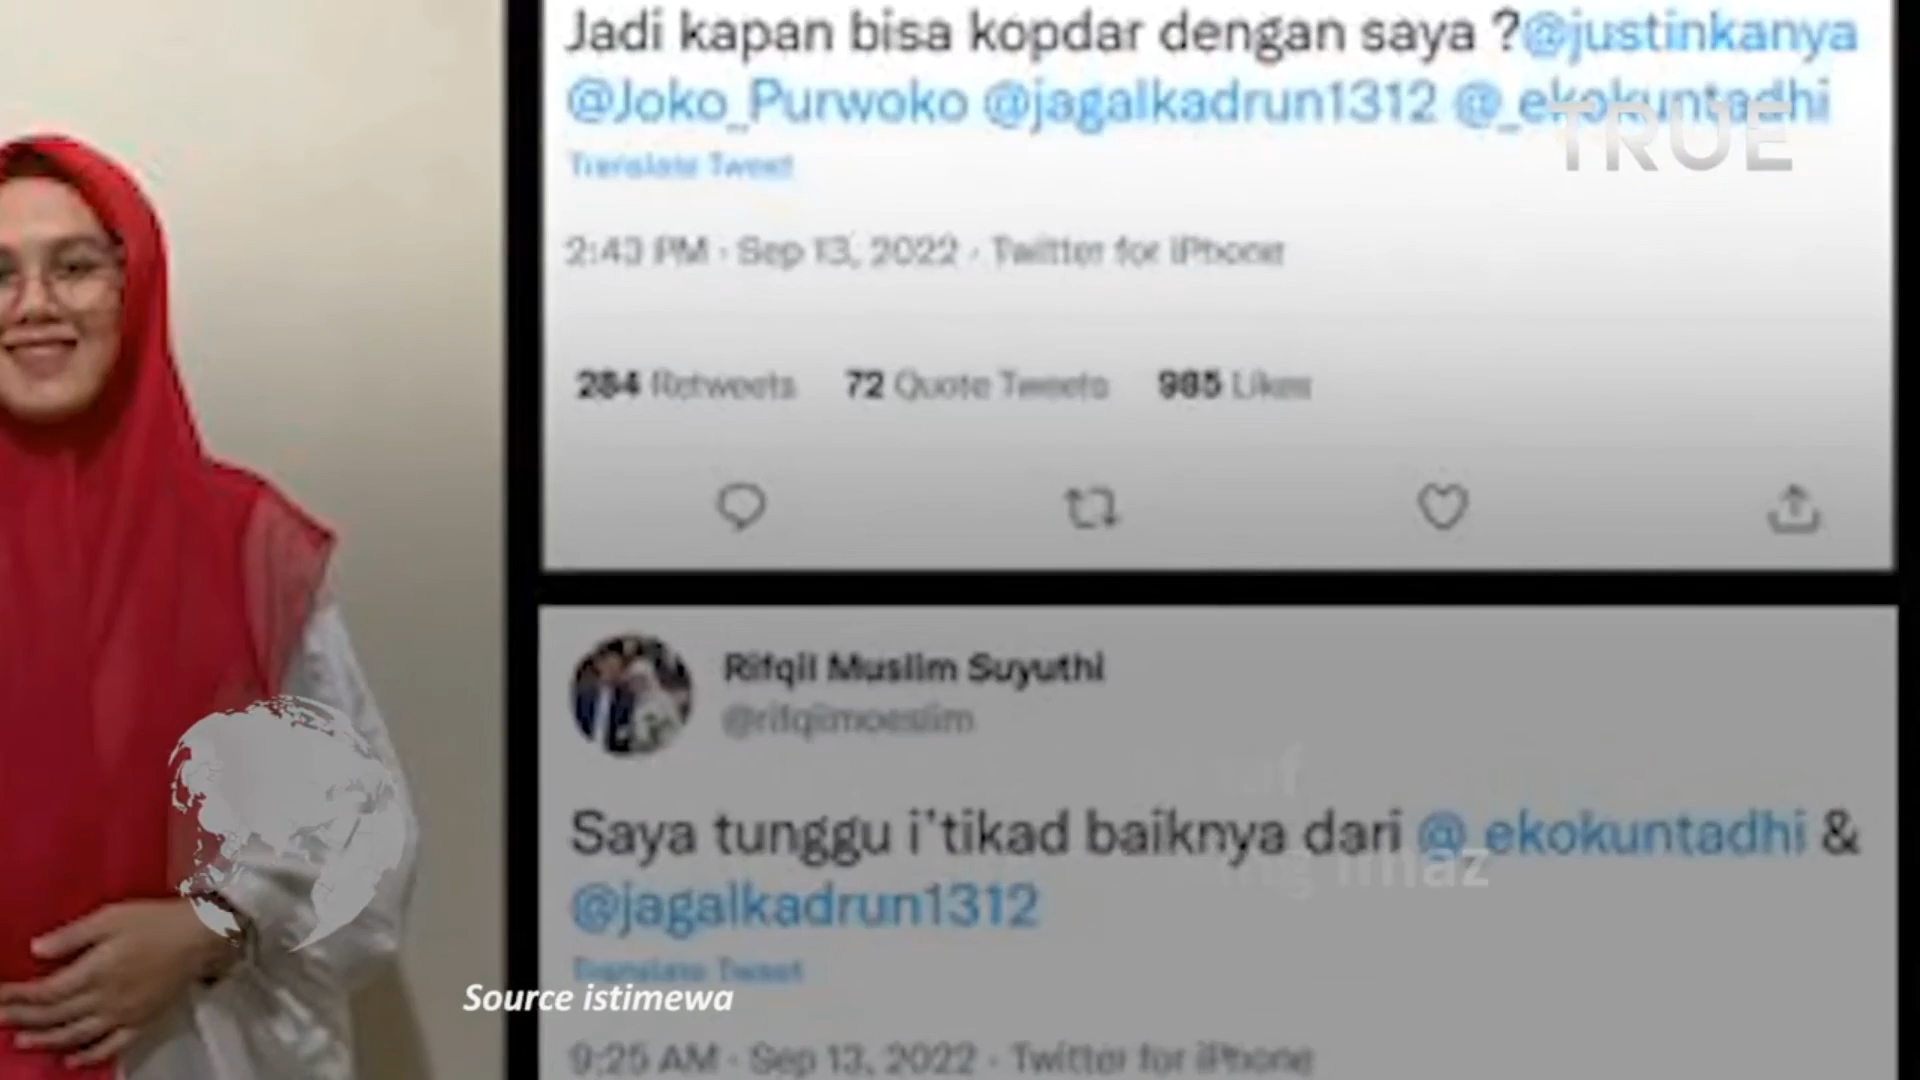 Jadi kapan bisa kopdar dengan saya ?@justinkanya
@Joko_Purwoko @jagalkadrun1312 @_ekokuntadhi
TRUE
Translate Tweet
2:43 PM · Sep 13, 2022 · Twitter for iPhone
284 Retweets 72 Quote Tweets 985 Likes
Rifqil Muslim Suyuthi
@rifqilmoeslim
Saya tunggu i'tikad baiknya dari @_ekokuntadhi &
@jagalkadrun1312
Translate Tweet
Source istimewa
9:25 AM · Sep 13, 2022 · Twitter for iPhone